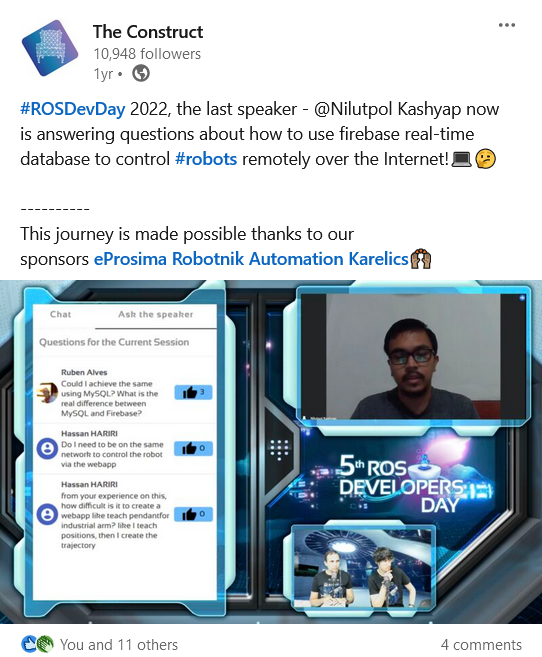 The Construct
10,948 followers
1yr •
#ROSDevDay 2022, the last speaker - @Nilutpol Kashyap now
is answering questions about how to use firebase real-time
database to control #robots remotely over the Internet!💻🤔
----------
This journey is made possible thanks to our
sponsors eProsima Robotnik Automation Karelics🙌🏾
Chat Ask the speaker
Questions for the Current Session
Ruben Alves
Could I achieve the same
using MySQL? What is the
real difference between
MySQL and Firebase?
3
Hassan HARIRI
Do I need to be on the same
network to control the robot
via the webapp
0
Hassan HARIRI
from your experience on this,
how difficult is it to create a
webapp like teach pendantfor
industrial arm? like I teach
positions, then I create the
trajectory
0
5th ROS
DEVELOPERS
DAY
You and 11 others
4 comments